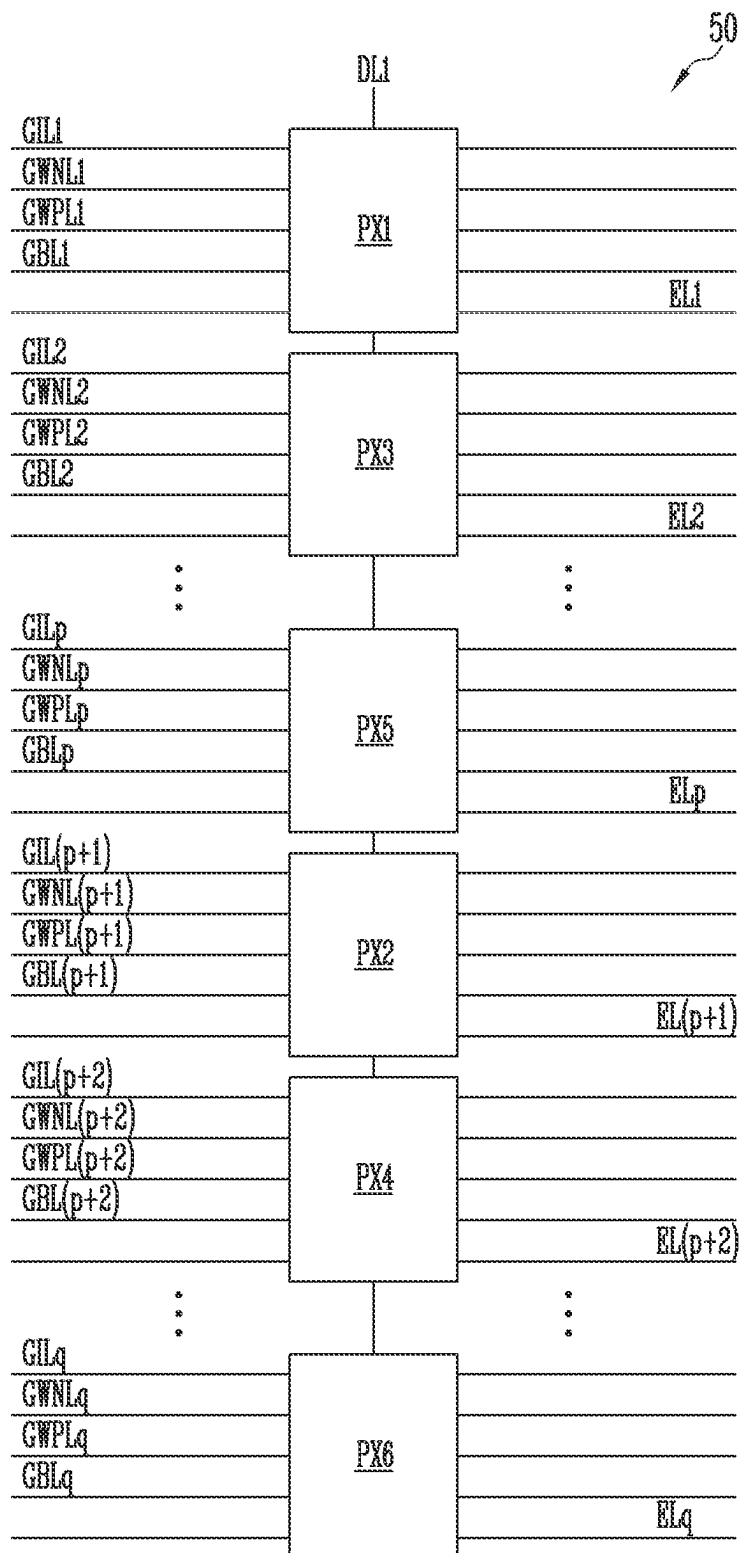 50
DL1
GIL1
GWNL1
GWPL1
GBL1
PX1
EL1
GIL2
GWNL2
GWPL2
GBL2
PX3
EL2
GILp
GWNLp
GWPLp
GBLp
PX5
ELp
GIL(p+1)
GWNL(p+1)
GWPL(p+1)
GBL(p+1)
PX2
EL(p+1)
GIL(p+2)
GWNL(p+2)
GWPL(p+2)
GBL(p+2)
PX4
EL(p+2)
GILq
GWNLq
GWPLq
GBLq
PX6
ELq